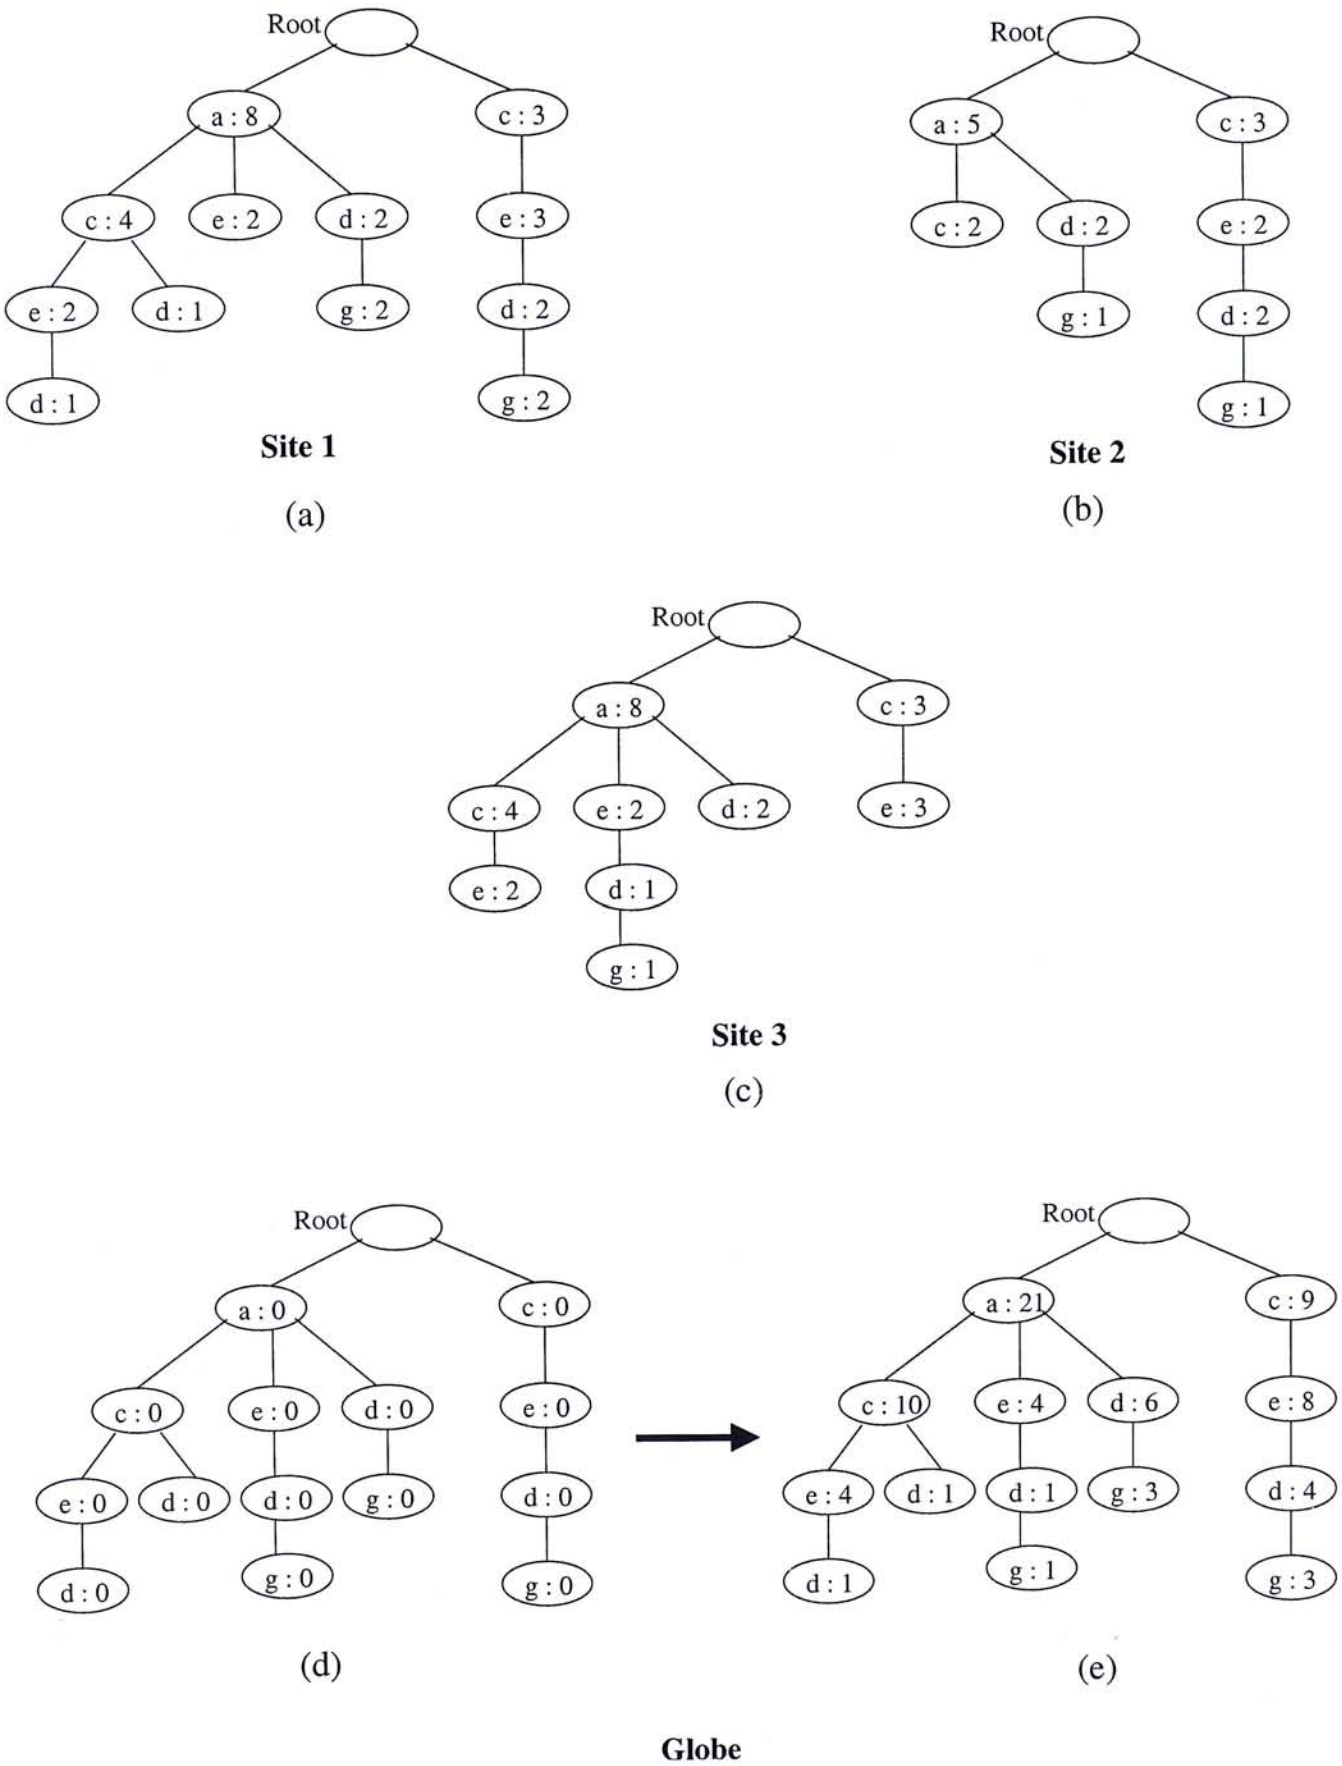 Root
Root
a : 8
c : 3
a : 5
c : 3
c : 4
e : 2
d : 2
e : 3
c : 2
d : 2
e : 2
e : 2
d : 1
g : 2
d : 2
g : 1
d : 2
d : 1
g : 2
g : 1
Site 1
Site 2
(a)
(b)
Root
a : 8
c : 3
c : 4
e : 2
d : 2
e : 3
e : 2
d : 1
g : 1
Site 3
(c)
Root
Root
a : 0
c : 0
a : 21
c : 9
c : 0
e : 0
d : 0
e : 0
c : 10
e : 4
d : 6
e : 8
e : 0
d : 0
d : 0
g : 0
d : 0
e : 4
d : 1
d : 1
g : 3
d : 4
d : 0
g : 0
g : 0
d : 1
g : 1
g : 3
(d)
(e)
Globe